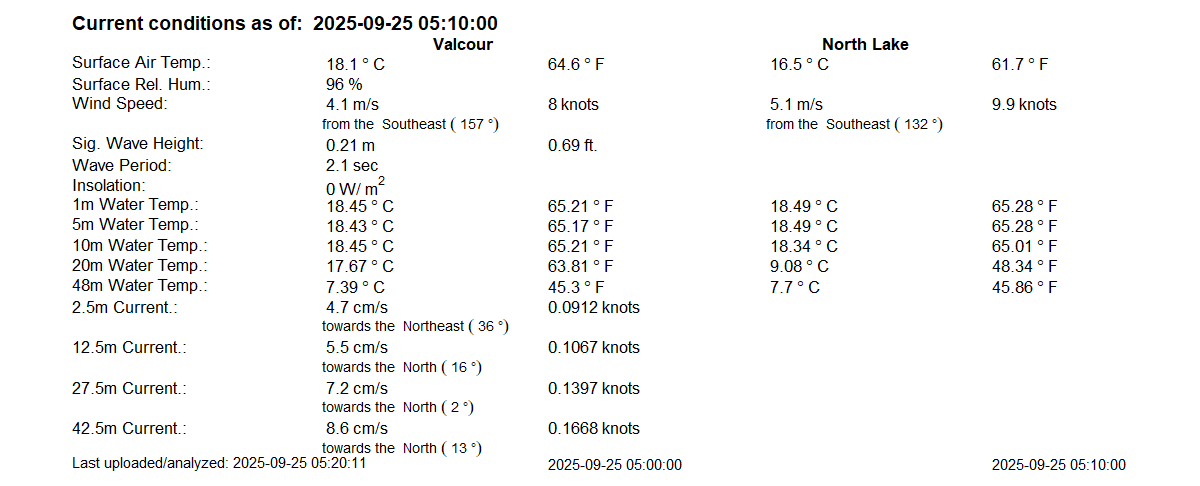 Current conditions as of: 2025-09-25 05:10:00
Valcour North Lake
Surface Air Temp.: 18.1 ° C 64.6 ° F 16.5 ° C 61.7 ° F
Surface Rel. Hum.: 96 %
Wind Speed: 4.1 m/s 8 knots 5.1 m/s 9.9 knots
from the Southeast ( 157 °) from the Southeast ( 132 °)
Sig. Wave Height: 0.21 m 0.69 ft.
Wave Period: 2.1 sec
Insolation: 0 W/ m2
1m Water Temp.: 18.45 ° C 65.21 ° F 18.49 ° C 65.28 ° F
5m Water Temp.: 18.43 ° C 65.17 ° F 18.49 ° C 65.28 ° F
10m Water Temp.: 18.45 ° C 65.21 ° F 18.34 ° C 65.01 ° F
20m Water Temp.: 17.67 ° C 63.81 ° F 9.08 ° C 48.34 ° F
48m Water Temp.: 7.39 ° C 45.3 ° F 7.7 ° C 45.86 ° F
2.5m Current.: 4.7 cm/s 0.0912 knots
towards the Northeast ( 36 °)
12.5m Current.: 5.5 cm/s 0.1067 knots
towards the North ( 16 °)
27.5m Current.: 7.2 cm/s 0.1397 knots
towards the North ( 2 °)
42.5m Current.: 8.6 cm/s 0.1668 knots
towards the North ( 13 °)
Last uploaded/analyzed: 2025-09-25 05:20:11 2025-09-25 05:00:00 2025-09-25 05:10:00